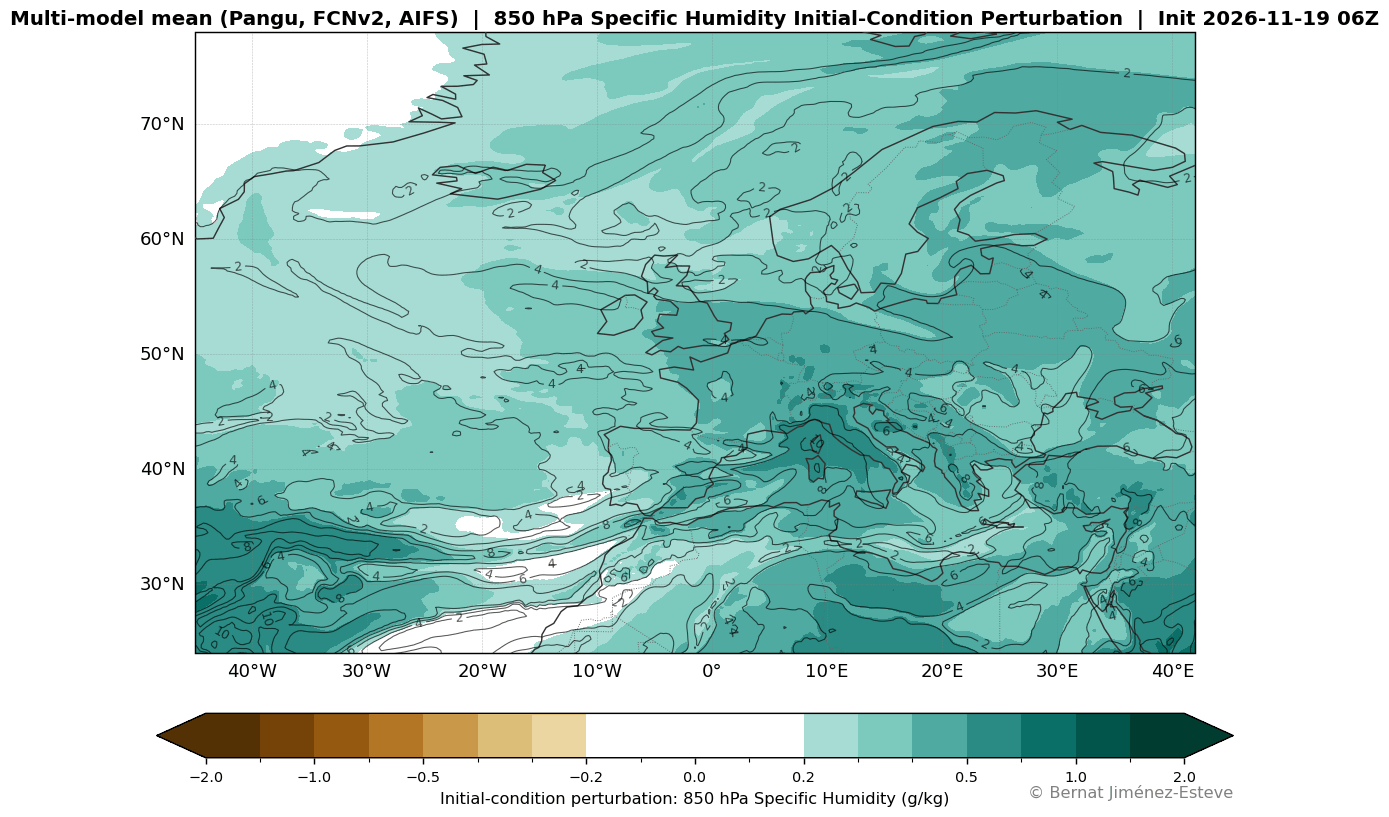 Multi-model mean (Pangu, FCNv2, AIFS) | 850 hPa Specific Humidity Initial-Condition Perturbation | Init 2026-11-19 06Z
70°N
60°N
50°N
40°N
30°N
40°W 30°W 20°W 10°W 0° 10°E 20°E 30°E 40°E
−2.0 −1.0 −0.5 −0.2 0.0 0.2 0.5 1.0 2.0
Initial-condition perturbation: 850 hPa Specific Humidity (g/kg)
© Bernat Jiménez-Esteve